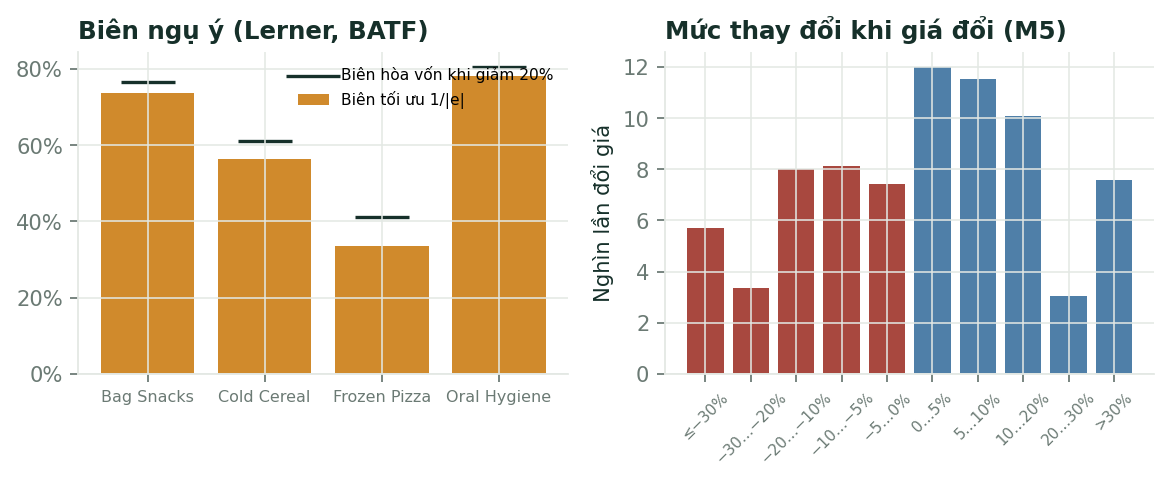 Biên ngụ ý (Lerner, BATF)
80%
60%
40%
20%
0%
Biên hòa vốn khi giảm 20%
Biên tối ưu 1/|e|
Bag Snacks
Cold Cereal
Frozen Pizza
Oral Hygiene
Mức thay đổi khi giá đổi (M5)
Nghìn lần đổi giá
12
10
8
6
4
2
0
≤−30%
−30…−20%
−20…−10%
−10…−5%
−5…0%
0…5%
5…10%
10…20%
20…30%
>30%